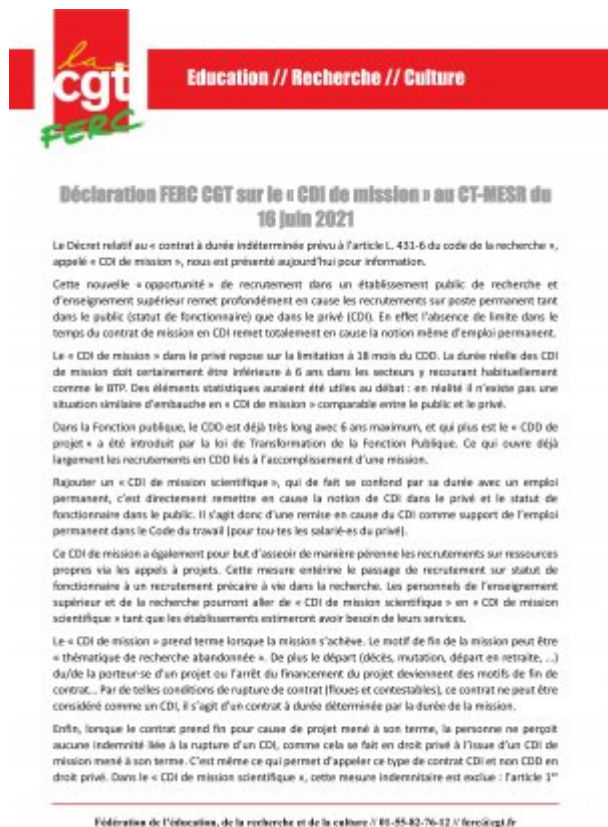 la
cgt
FERC
Education // Recherche // Culture
Déclaration FERC CGT sur le « CDI de mission » au CT-MESR du
16 juin 2021
Le Décret relatif au « contrat à durée indéterminée prévu à l'article L. 431-6 du code de la recherche »,
appelé « CDI de mission », nous est présenté aujourd'hui pour information.
Cette nouvelle « opportunité » de recrutement dans un établissement public de recherche et
d'enseignement supérieur remet profondément en cause les recrutements sur poste permanent tant
dans le public (statut de fonctionnaire) que dans le privé (CDI). En effet l'absence de limite dans le
temps du contrat de mission en CDI remet totalement en cause la notion même d'emploi permanent.
Le « CDI de mission » dans le privé repose sur la limitation à 18 mois du CDD. La durée réelle des CDI
de mission doit certainement être inférieure à 6 ans dans les secteurs y recourant habituellement
comme le BTP. Des éléments statistiques auraient été utiles au débat : en réalité il n'existe pas une
situation similaire d'embauche en « CDI de mission » comparable entre le public et le privé.
Dans la Fonction publique, le CDD est déjà très long avec 6 ans maximum, et qui plus est le « CDD de
projet » a été introduit par la loi de Transformation de la Fonction Publique. Ce qui ouvre déjà
largement les recrutements en CDD liés à l'accomplissement d'une mission.
Rajouter un « CDI de mission scientifique », qui de fait se confond par sa durée avec un emploi
permanent, c'est directement remettre en cause la notion de CDI dans le privé et le statut de
fonctionnaire dans le public. Il s'agit donc d'une remise en cause du CDI comme support de l'emploi
permanent dans le Code du travail (pour tou·tes les salarié·es du privé).
Ce CDI de mission a également pour but d'asseoir de manière pérenne les recrutements sur ressources
propres via les appels à projets. Cette mesure entérine le passage de recrutement sur statut de
fonctionnaire à un recrutement précaire à vie dans la recherche. Les personnels de l'enseignement
supérieur et de la recherche pourront aller de « CDI de mission scientifique » en « CDI de mission
scientifique » tant que les établissements estimeront avoir besoin de leurs services.
Le « CDI de mission » prend terme lorsque la mission s'achève. Le motif de fin de la mission peut être
« thématique de recherche abandonnée ». De plus le départ (décès, mutation, départ en retraite, ...)
du/de la porteur·se d'un projet ou l'arrêt du financement du projet deviennent des motifs de fin de
contrat... Par de telles conditions de rupture de contrat (floues et contestables), ce contrat ne peut être
considéré comme un CDI, il s'agit d'un contrat à durée déterminée par la durée de la mission.
Enfin, lorsque le contrat prend fin pour cause de projet mené à son terme, la personne ne perçoit
aucune indemnité liée à la rupture d'un CDI, comme cela se fait en droit privé à l'issue d'un CDI de
mission mené à son terme. C'est même ce qui permet d'appeler ce type de contrat CDI et non CDD en
droit privé. Dans le « CDI de mission scientifique », cette mesure indemnitaire est exclue : l'article 1er
Fédération de l'éducation, de la recherche et de la culture // 01-55-82-76-12 // ferc@cgt.fr